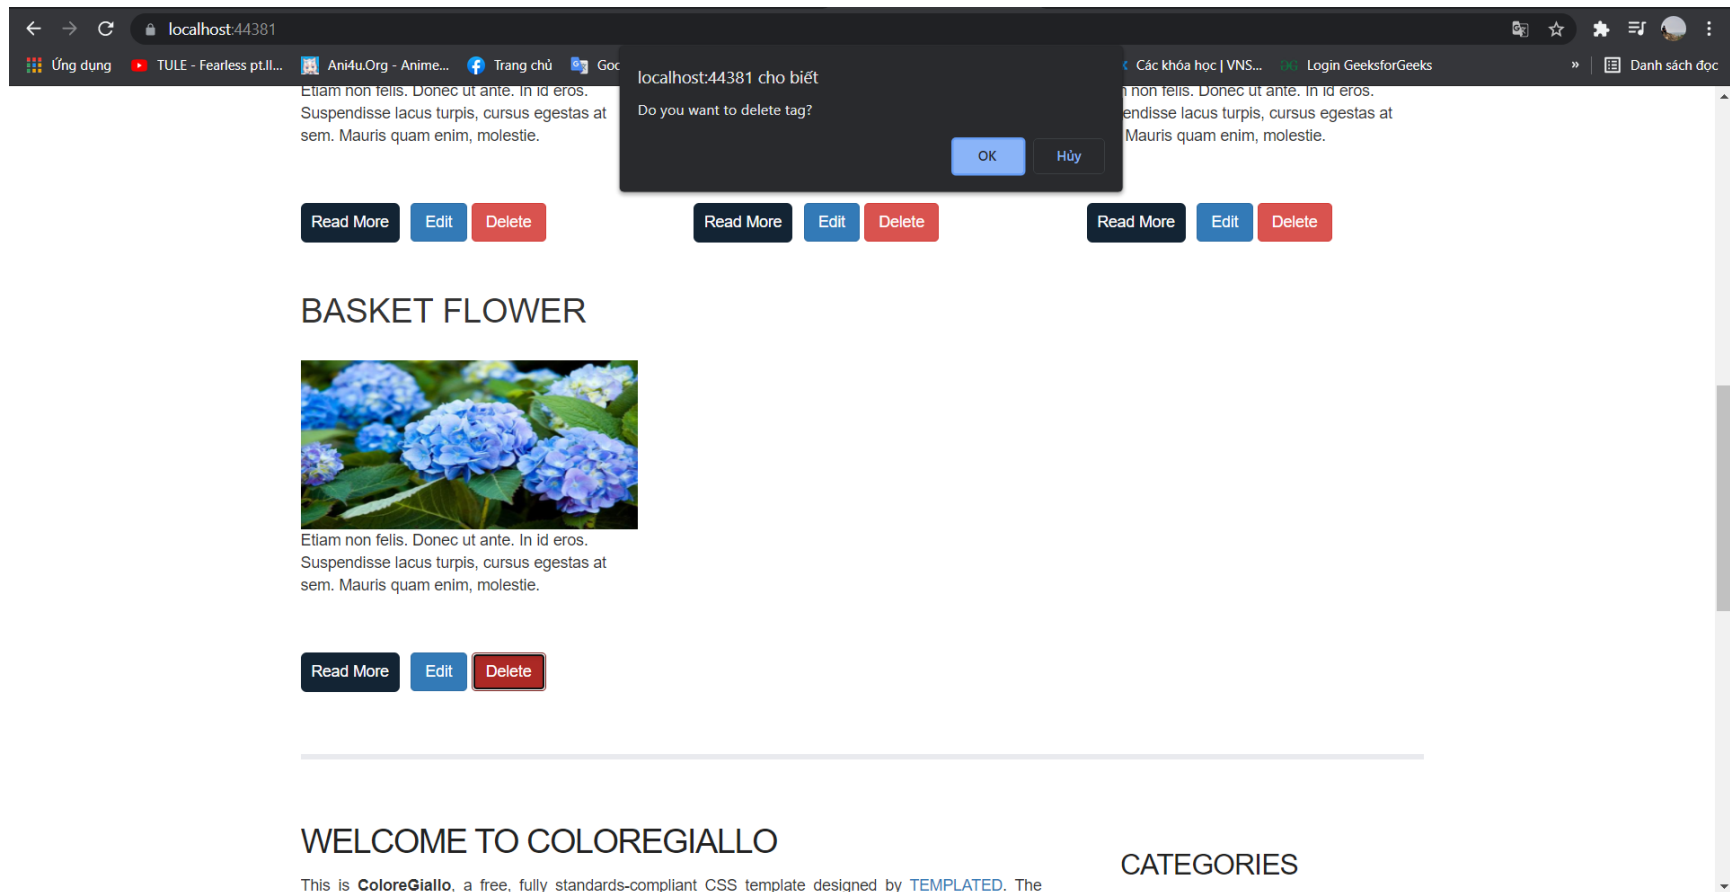 localhost:44381
Ứng dụng
TULE - Fearless pt.II...
Ani4u.Org - Anime...
Trang chủ
Goo
Các khóa học | VNS...
Login GeeksforGeeks
»
Danh sách đọc
localhost:44381 cho biết
Do you want to delete tag?
OK
Hủy
Etiam non felis. Donec ut ante. In id eros.
Suspendisse lacus turpis, cursus egestas at
sem. Mauris quam enim, molestie.
non felis. Donec ut ante. In id eros.
endisse lacus turpis, cursus egestas at
Mauris quam enim, molestie.
Read More Edit Delete
Read More Edit Delete
Read More Edit Delete
BASKET FLOWER
Etiam non felis. Donec ut ante. In id eros.
Suspendisse lacus turpis, cursus egestas at
sem. Mauris quam enim, molestie.
Read More Edit Delete
WELCOME TO COLOREGIALLO
This is ColoreGiallo, a free, fully standards-compliant CSS template designed by TEMPLATED. The
CATEGORIES